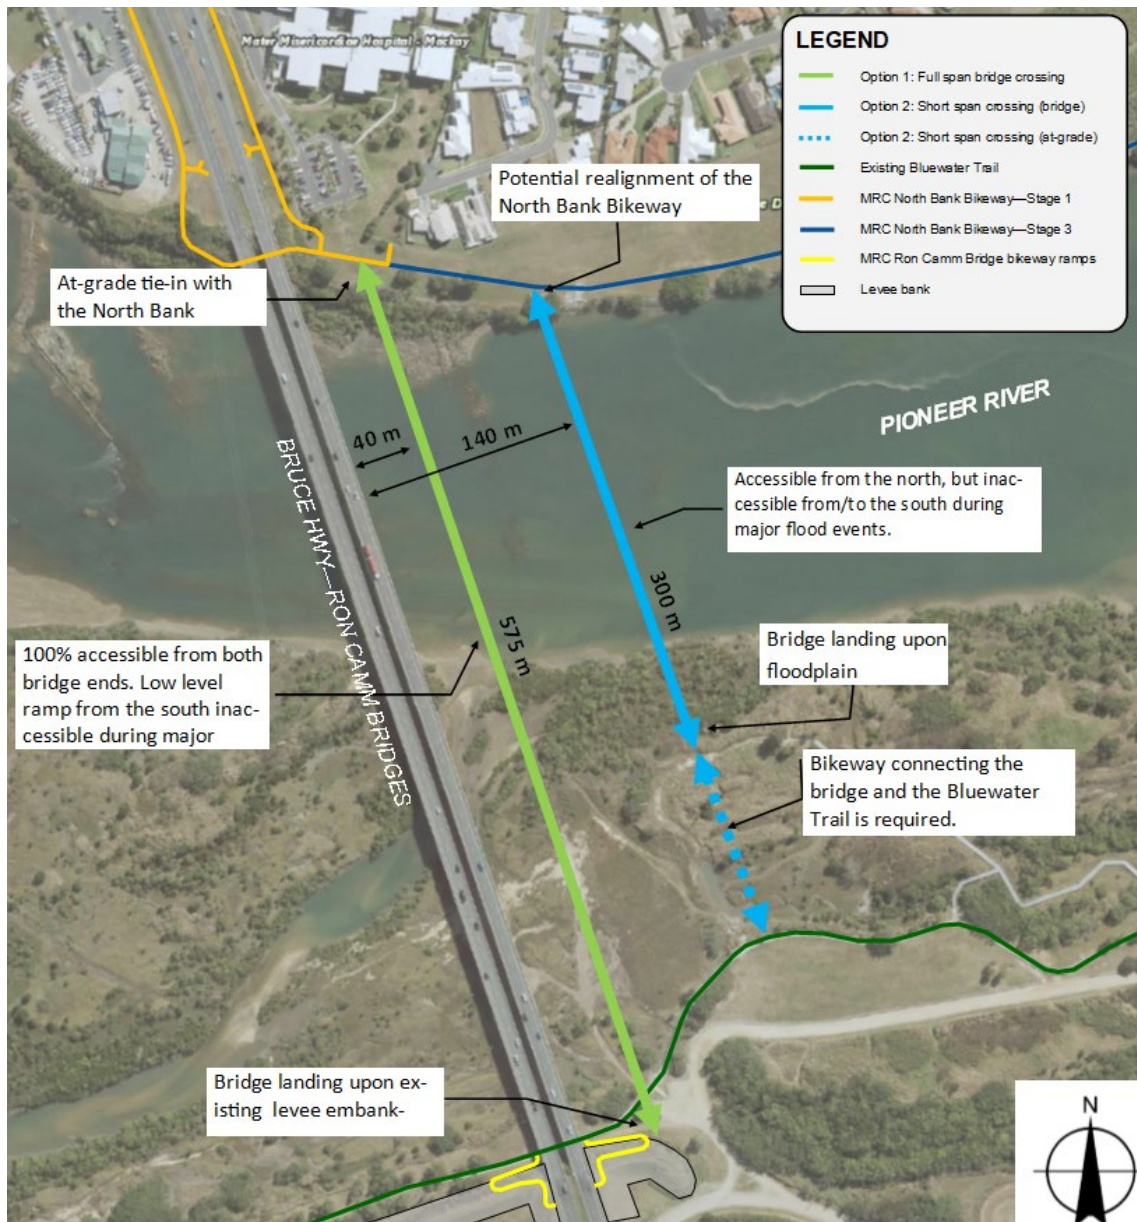 Mater Misericordiae Hospital - Mackay
LEGEND
Option 1: Full span bridge crossing
Option 2: Short span crossing (bridge)
Option 2: Short span crossing (at-grade)
Existing Bluewater Trail
MRC North Bank Bikeway—Stage 1
MRC North Bank Bikeway—Stage 3
MRC Ron Camm Bridge bikeway ramps
Levee bank
Potential realignment of the
North Bank Bikeway
At-grade tie-in with
the North Bank
PIONEER RIVER
40 m
140 m
BRUCE HWY—RON CAMM BRIDGES
Accessible from the north, but inac-
cessible from/to the south during
major flood events.
300 m
575 m
100% accessible from both
bridge ends. Low level
ramp from the south inac-
cessible during major
Bridge landing upon
floodplain
Bikeway connecting the
bridge and the Bluewater
Trail is required.
Bridge landing upon ex-
isting levee embank-
N